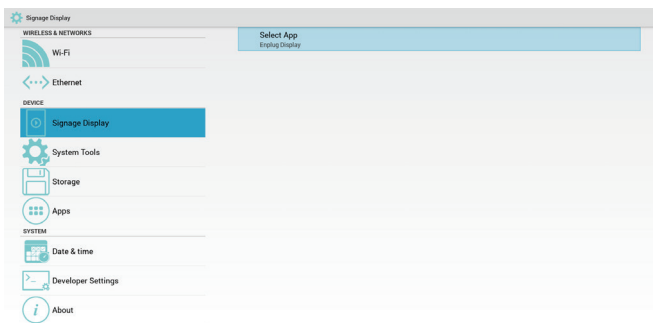 Signage Display
WIRELESS & NETWORKS
Wi-Fi
Ethernet
DEVICE
Signage Display
System Tools
Storage
Apps
SYSTEM
Date & time
Developer Settings
About
Select App
Enplug Display